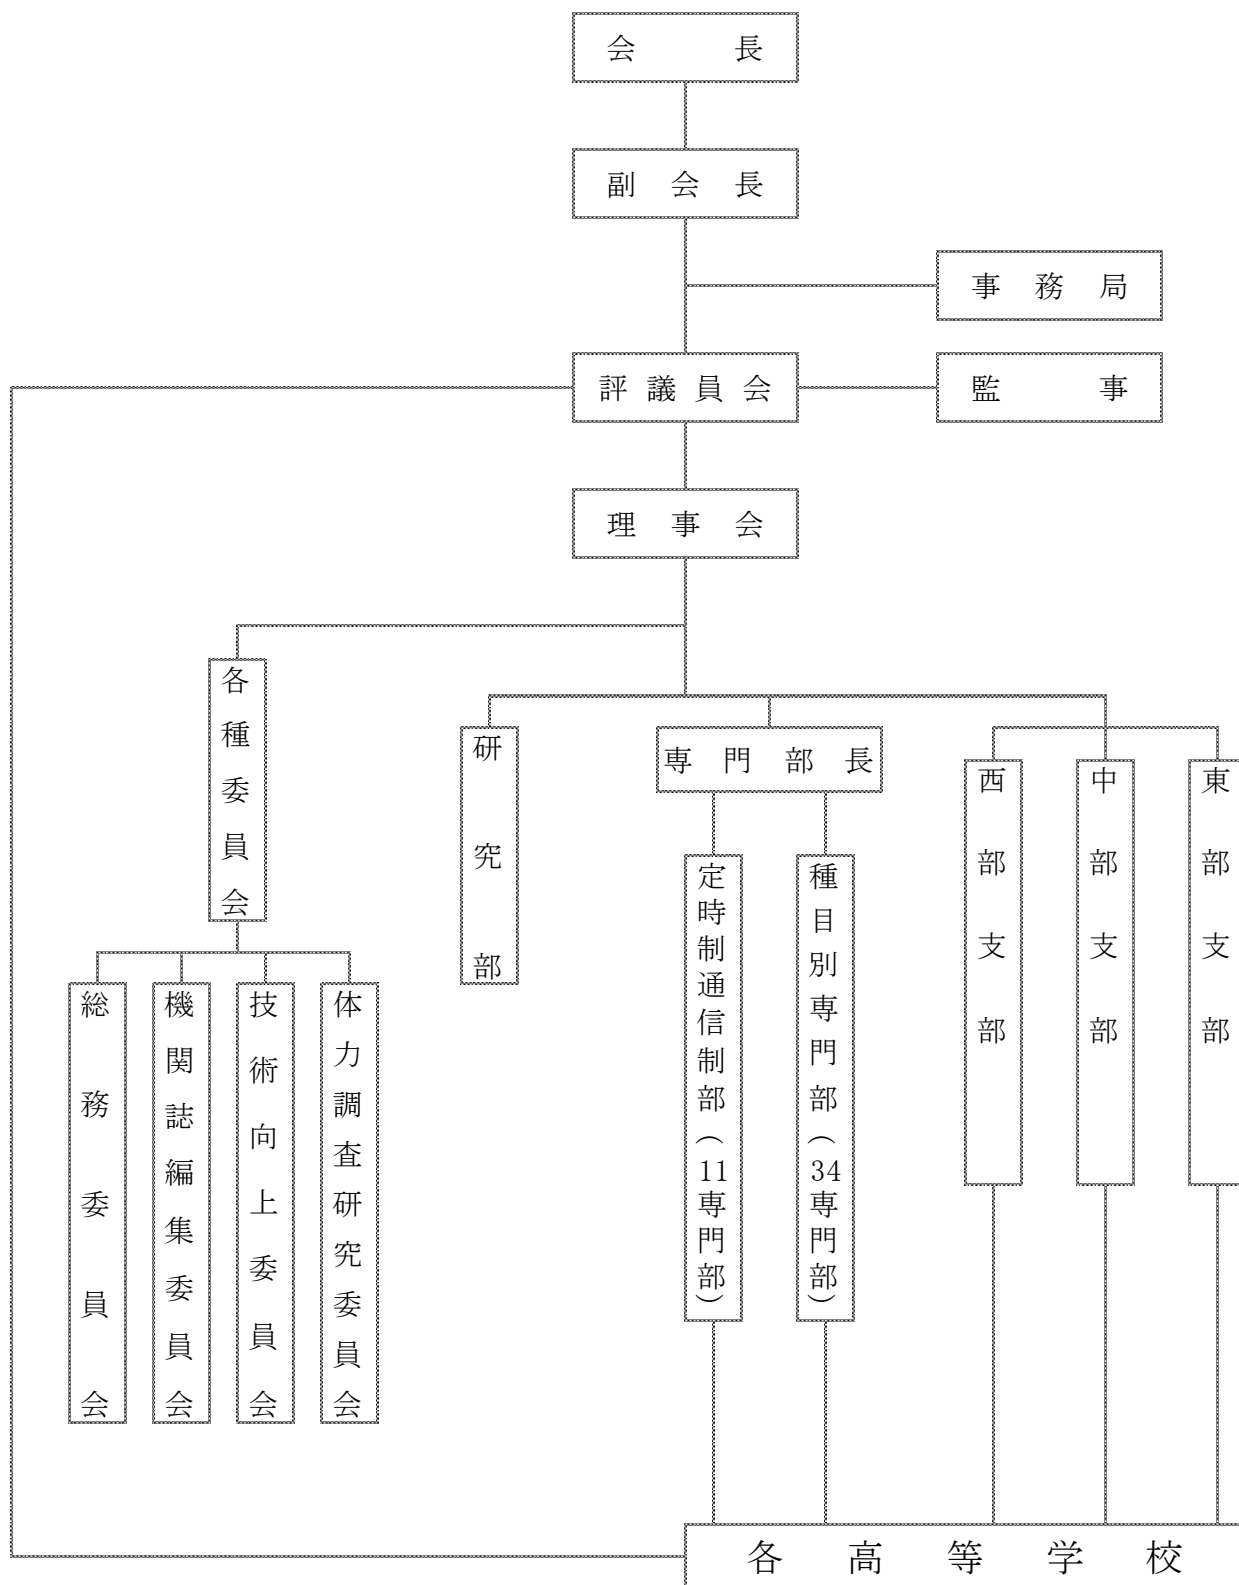 会長
副会長
事務局
評議員会
監事
理事会
各種委員会
研究部
専門部長
西部支部
中部支部
東部支部
定時制通信制部(11専門部)
種目別専門部(34専門部)
総務委員会
機関誌編集委員会
技術向上委員会
体力調査研究委員会
各高等学校